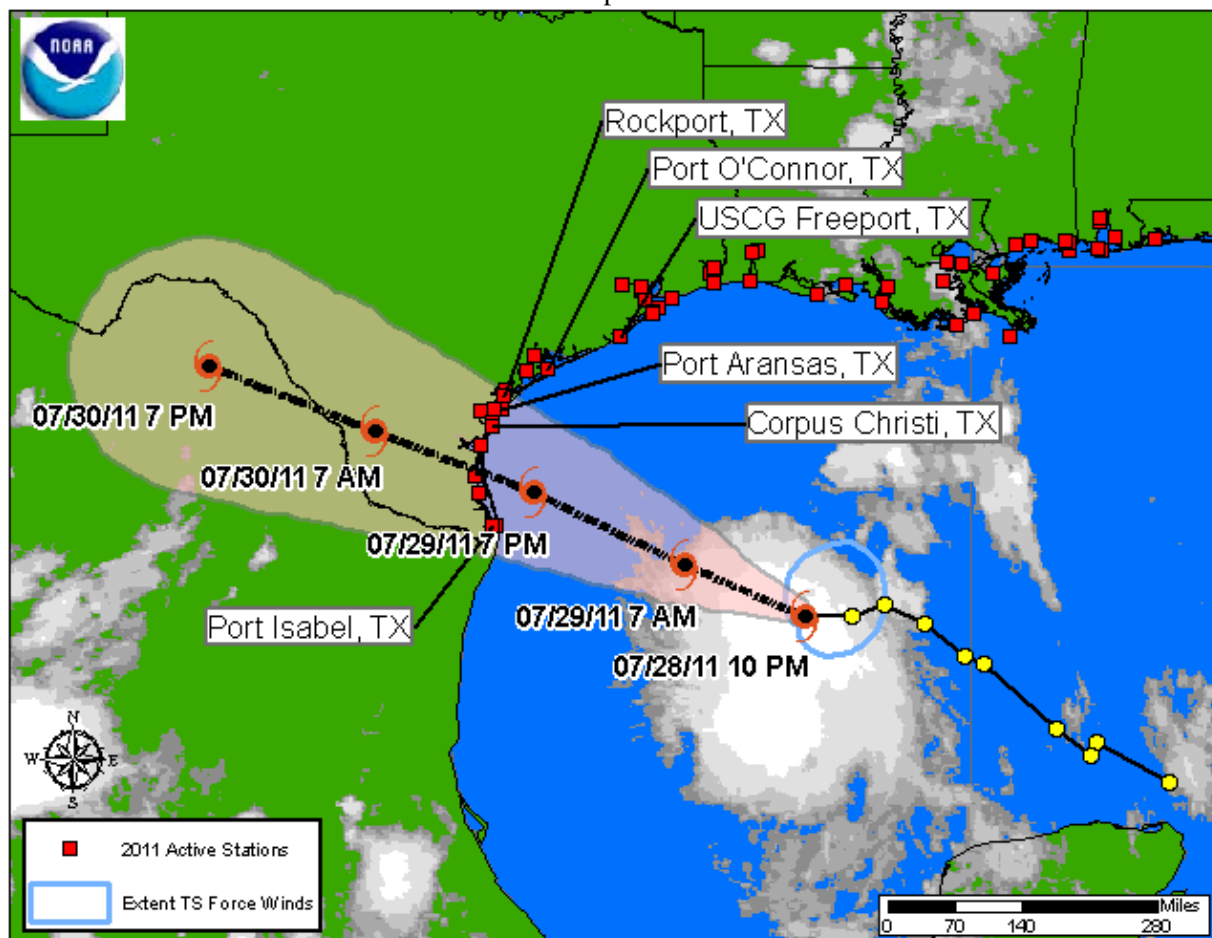 NOAA
Rockport, TX
Port O'Connor, TX
USCG Freeport, TX
Port Aransas, TX
Corpus Christi, TX
07/30/11 7 PM
07/30/11 7 AM
07/29/11 7 PM
07/29/11 7 AM
07/28/11 10 PM
Port Isabel, TX
N
W E
S
2011 Active Stations
Extent TS Force Winds
Miles
0 70 140 280